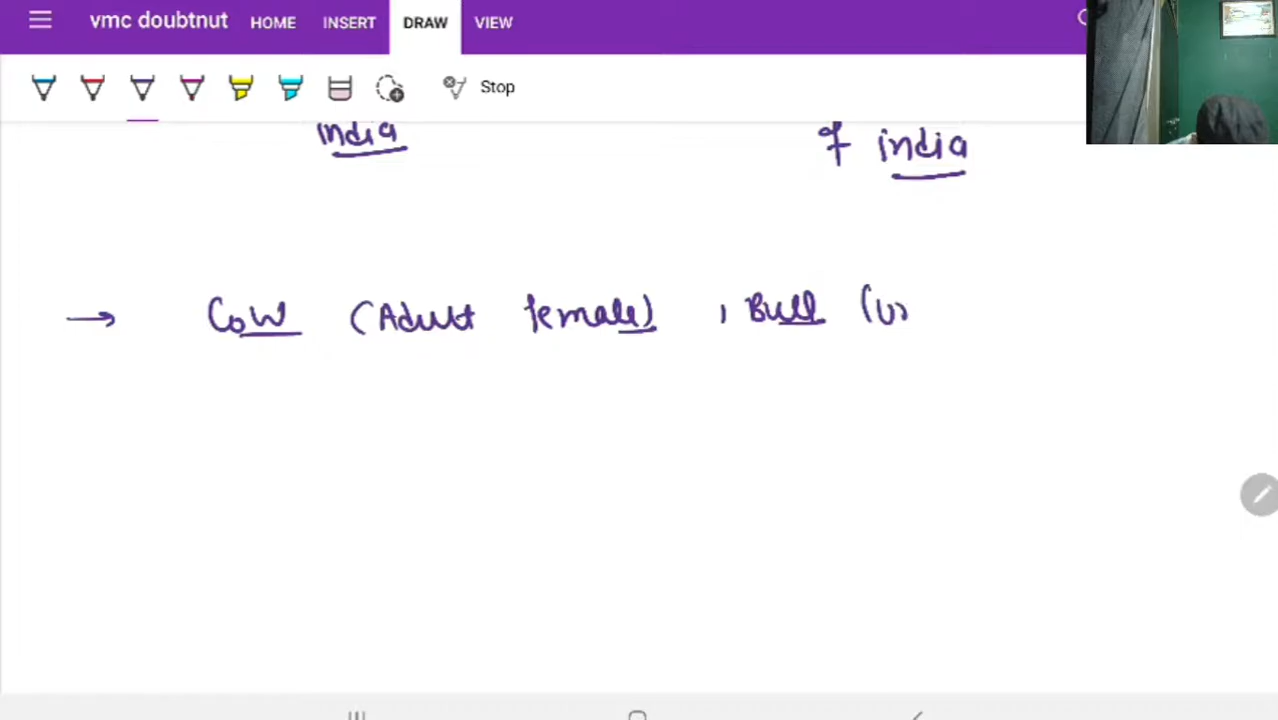 vmc doubtnut HOME INSERT DRAW VIEW
Stop
india
of india
→ Cow (Adult female) , Bull (U)